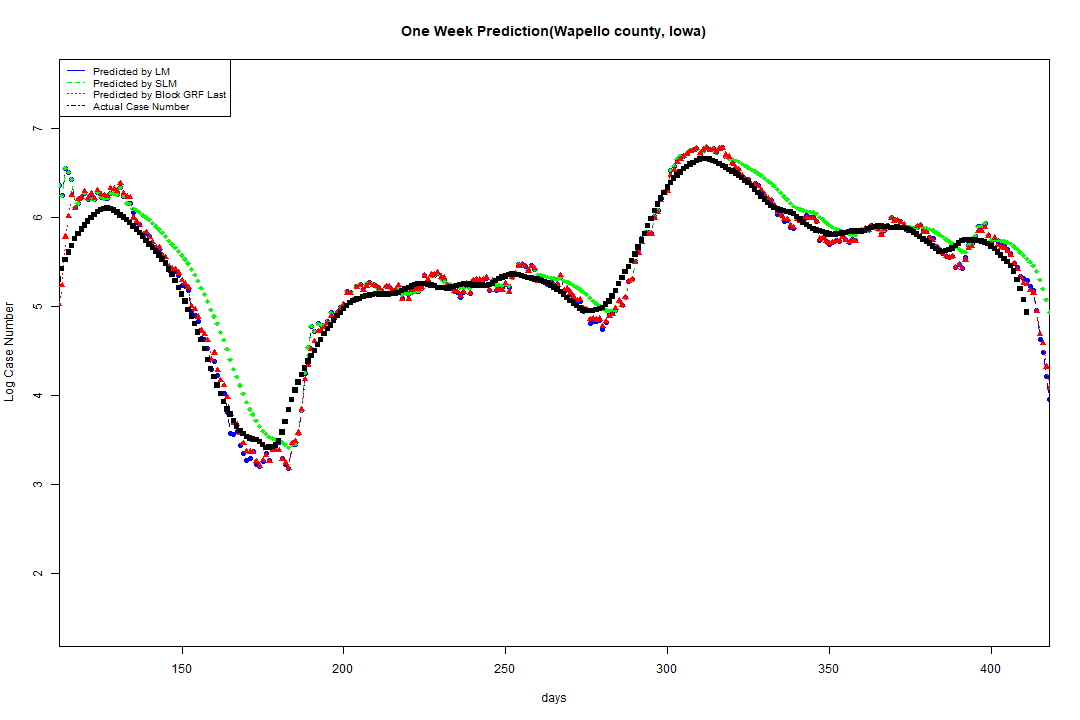 One Week Prediction(Wapello county, Iowa)
Predicted by LM
Predicted by SLM
Predicted by Block GRF Last
Actual Case Number
Log Case Number
7
6
5
4
3
2
150 200 250 300 350 400
days